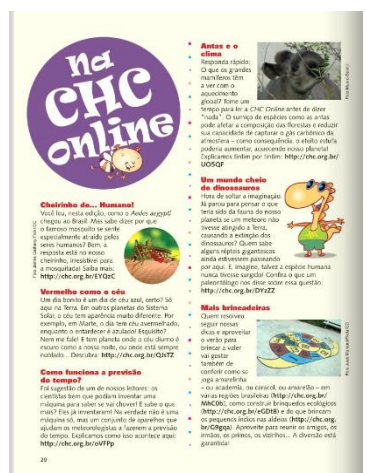 na
CHC
online
Cheirinho de... Humano!
Você leu, nesta edição, como o Aedes aegypti
chegou ao Brasil. Mas sabe dizer por que
o famoso mosquito se sente
especialmente atraído pelos
seres humanos? Bem, a
resposta está no nosso
cheirinho, irresistível para
a mosquitada! Saiba mais:
http://chc.org.br/EYQzC
Vermelho como o céu
Um dia bonito é um dia de céu azul, certo? Só
aqui na Terra. Em outros planetas do Sistema
Solar, o céu tem aparência muito diferente. Por
exemplo, em Marte, o dia tem céu avermelhado,
enquanto o entardecer é azulado! Esquisito?
Nem me fale! E tem planeta onde o céu diurno é
escuro como a nossa noite, ou onde está sempre
nublado... Descubra: http://chc.org.br/QJsTZ
Como funciona a previsão
do tempo?
Foi sugestão de um de nossos leitores: os
cientistas bem que podiam inventar uma
máquina para saber se vai chover! E sabe o que
mais? Eles já inventaram! Na verdade não é uma
máquina só, mas um conjunto de aparelhos que
ajudam os meteorologistas a fazerem a previsão
do tempo. Explicamos como isso acontece aqui:
http://chc.org.br/oVFPp
20
Antas e o
clima
Responda rápido:
O que os grandes
mamíferos têm
a ver com o
aquecimento
global? Tome um
tempo para ler a CHC Online antes de dizer
"nada". O sumiço de espécies como as antas
pode afetar a composição das florestas e reduzir
sua capacidade de capturar o gás carbônico da
atmosfera – como consequência, o efeito estufa
poderia aumentar, aquecendo nosso planeta!
Explicamos tintim por tintim: http://chc.org.br/
UO5QF
Um mundo cheio
de dinossauros
Hora de soltar a imaginação.
Já parou para pensar o que
teria sido da fauna do nosso
planeta se um meteoro não
tivesse atingido a Terra,
causando a extinção dos
dinossauros? Quem sabe
alguns répteis gigantescos
ainda estivessem passeando
por aqui. E, imagine, talvez a espécie humana
nunca tivesse surgido! Confira o que um
paleontólogo nos disse sobre essa questão:
http://chc.org.br/DYzZZ
Mais brincadeiras
Quem resolveu
seguir nossas
dicas e aproveitar
o verão para
brincar a valer
vai gostar
também de
conferir como se
joga amarelinha
– ou academia, ou caracol, ou amarelão – em
várias regiões brasileiras (http://chc.org.br/
MhC0b), como construir brinquedos ecológicos
(http://chc.org.br/eGDtB) e do que brincam
os pequenos índios nas aldeias (http://chc.org.
br/G9gqa). Aproveite para reunir os amigos, os
irmãos, os primos, os vizinhos... A diversão está
garantida!